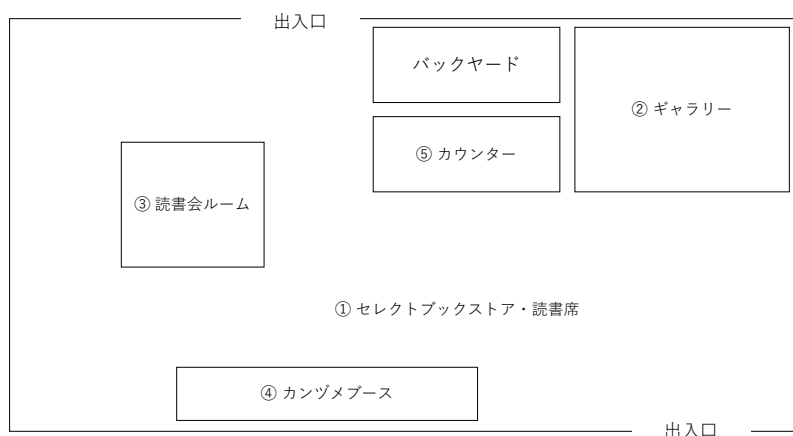 出入口
バックヤード
② ギャラリー
⑤ カウンター
③ 読書会ルーム
① セレクトブックストア・読書席
④ カンヅメブース
出入口